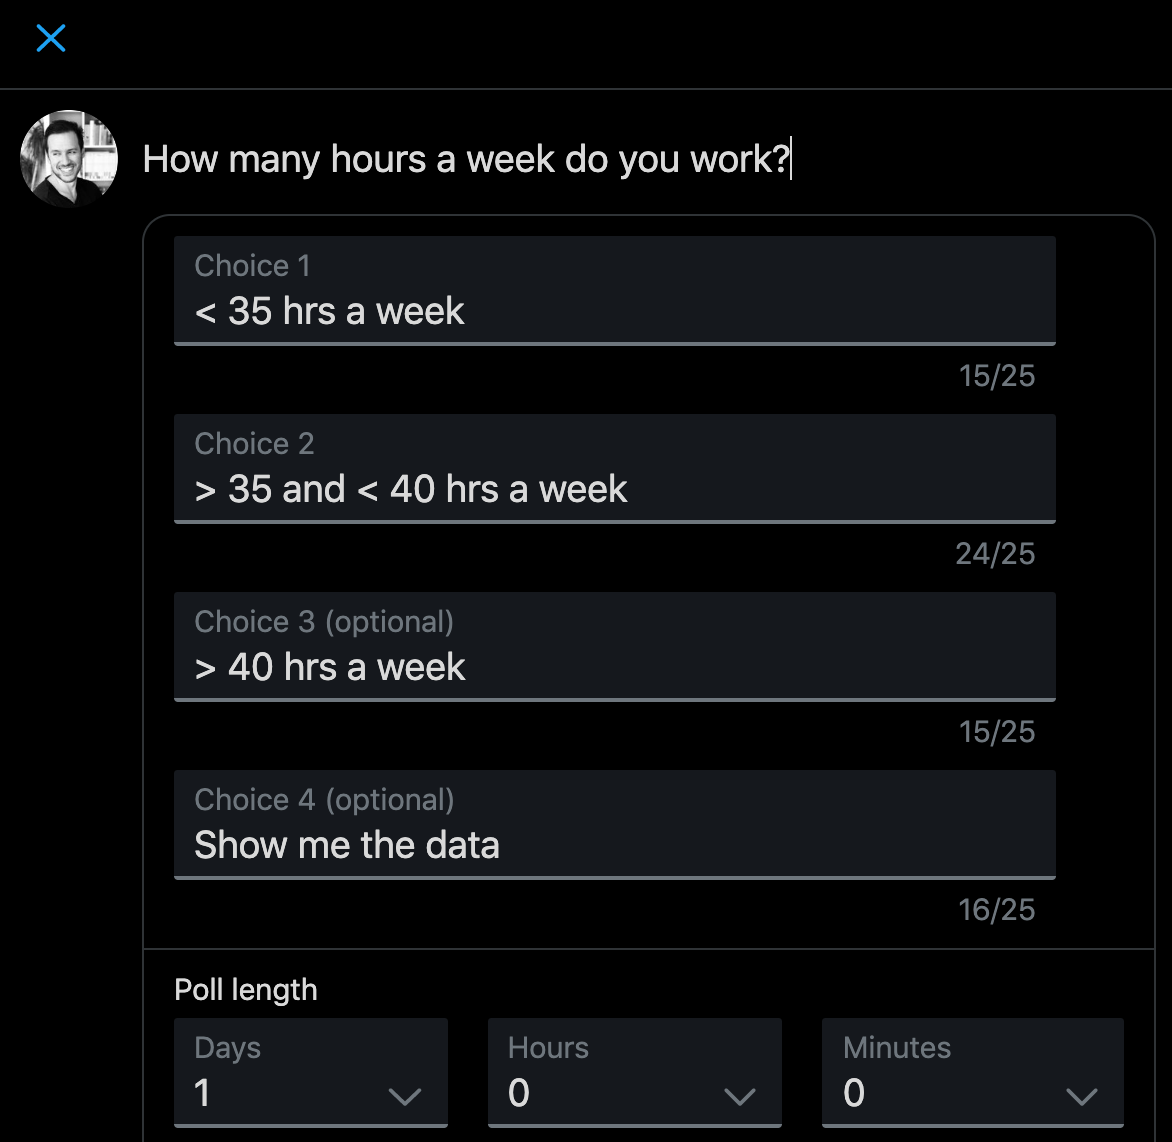 How many hours a week do you work?
Choice 1
< 35 hrs a week
15/25
Choice 2
> 35 and < 40 hrs a week
24/25
Choice 3 (optional)
> 40 hrs a week
15/25
Choice 4 (optional)
Show me the data
16/25
Poll length
Days
1
Hours
0
Minutes
0